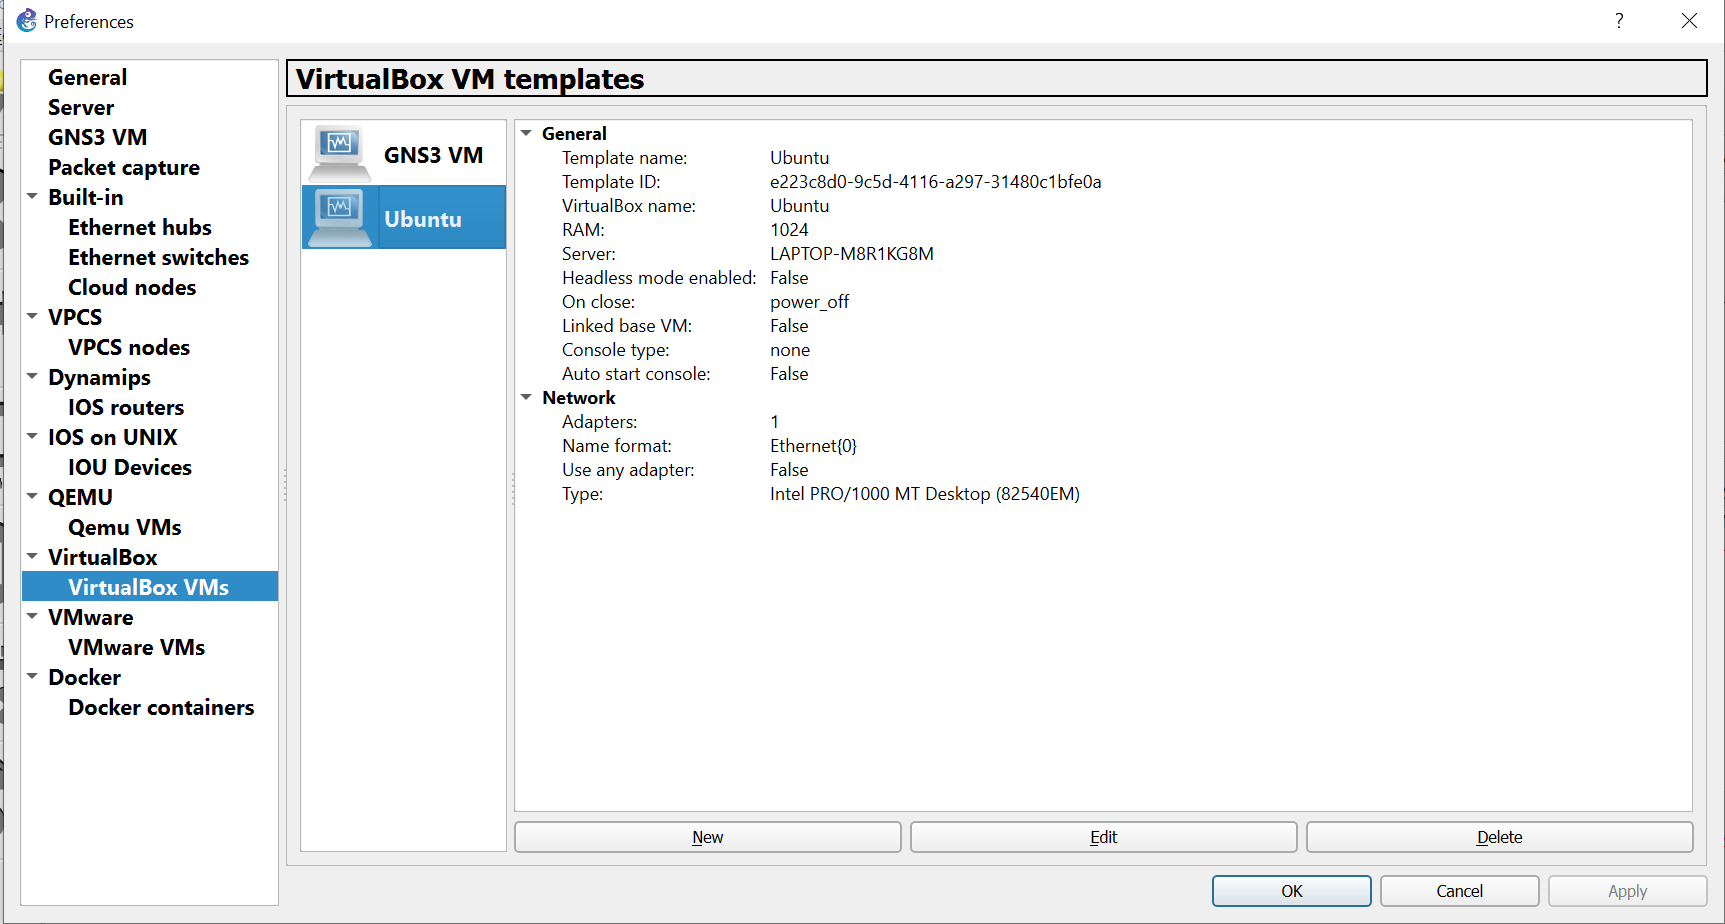 Preferences
?
General
Server
GNS3 VM
Packet capture
Built-in
Ethernet hubs
Ethernet switches
Cloud nodes
VPCS
VPCS nodes
Dynamips
IOS routers
IOS on UNIX
IOU Devices
QEMU
Qemu VMs
VirtualBox
VirtualBox VMs
VMware
VMware VMs
Docker
Docker containers
VirtualBox VM templates
GNS3 VM
Ubuntu
General
Template name: Ubuntu
Template ID: e223c8d0-9c5d-4116-a297-31480c1bfe0a
VirtualBox name: Ubuntu
RAM: 1024
Server: LAPTOP-M8R1KG8M
Headless mode enabled: False
On close: power_off
Linked base VM: False
Console type: none
Auto start console: False
Network
Adapters: 1
Name format: Ethernet{0}
Use any adapter: False
Type: Intel PRO/1000 MT Desktop (82540EM)
New Edit Delete
OK Cancel Apply